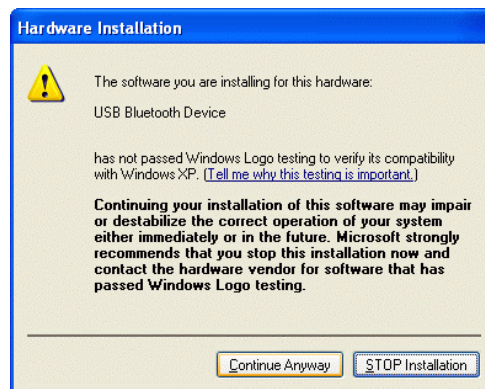 Hardware Installation
The software you are installing for this hardware:
USB Bluetooth Device
has not passed Windows Logo testing to verify its compatibility
with Windows XP. (Tell me why this testing is important.)
Continuing your installation of this software may impair
or destabilize the correct operation of your system
either immediately or in the future. Microsoft strongly
recommends that you stop this installation now and
contact the hardware vendor for software that has
passed Windows Logo testing.
Continue Anyway STOP Installation